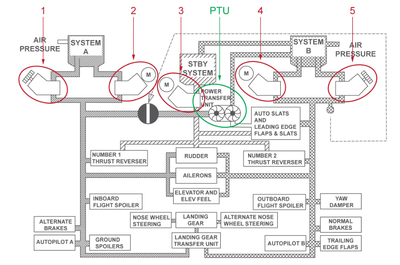 1 2 3 PTU 4 5
AIR
PRESSURE
SYSTEM
A
M
M
STBY
SYSTEM
POWER
TRANSFER
UNIT
SYSTEM
B
M
AIR
PRESSURE
AUTO SLATS
AND
LEADING EDGE
FLAPS & SLATS
NUMBER 1
THRUST REVERSER
RUDDER
NUMBER 2
THRUST REVERSER
AILERONS
ELEVATOR AND
ELEV FEEL
INBOARD
FLIGHT SPOILER
OUTBOARD
FLIGHT SPOILER
YAW
DAMPER
NOSE WHEEL
STEERING
LANDING
GEAR
ALTERNATE NOSE
WHEEL STEERING
ALTERNATE
BRAKES
NORMAL
BRAKES
AUTOPILOT A
GROUND
SPOILERS
LANDING GEAR
TRANSFER UNIT
AUTOPILOT B
TRAILING
EDGE FLAPS